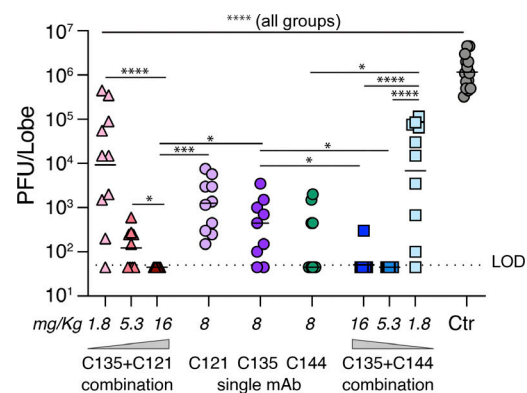 **** (all groups)
10⁷
10⁶
10⁵
10⁴
10³
10²
10¹
PFU/Lobe
****
*
***
*
*
*
*
****
****
LOD
mg/Kg 1.8 5.3 16 8 8 8 16 5.3 1.8 Ctr
C135+C121 C121 C135 C144 C135+C144
combination single mAb combination